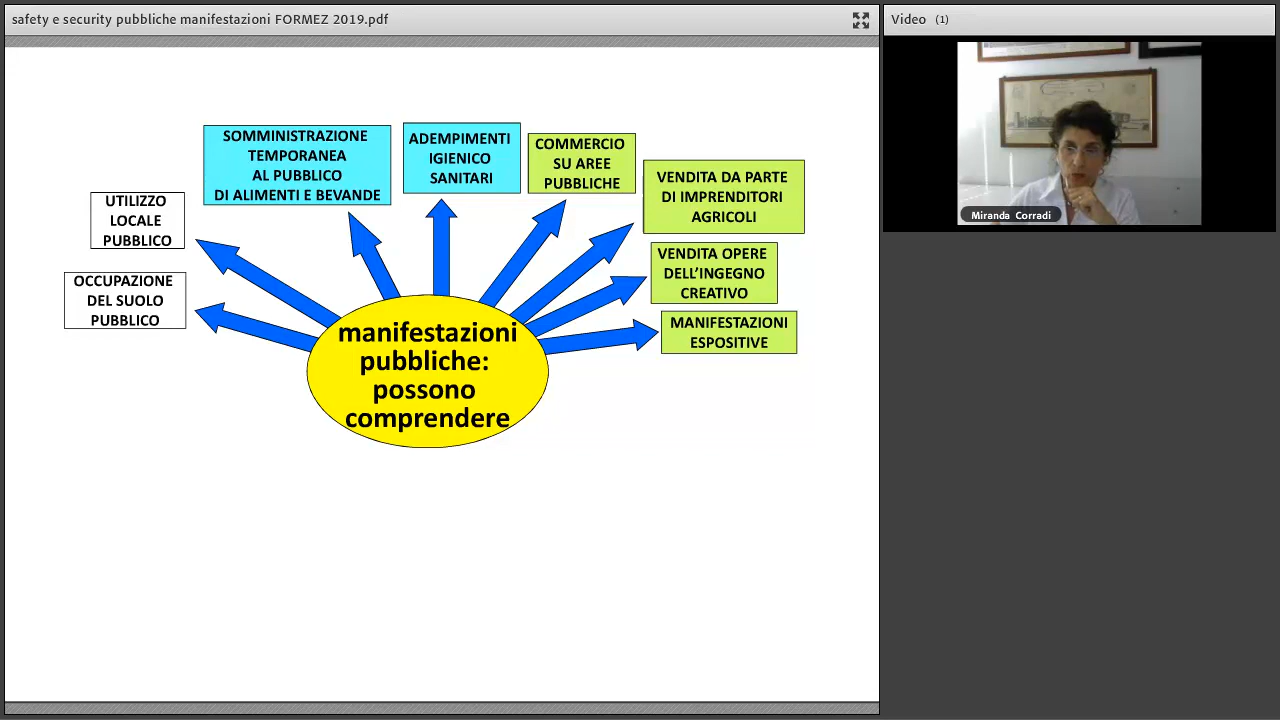 safety e security pubbliche manifestazioni FORMEZ 2019.pdf
Video (1)
SOMMINISTRAZIONE
TEMPORANEA
AL PUBBLICO
DI ALIMENTI E BEVANDE
ADEMPIMENTI
IGIENICO
SANITARI
COMMERCIO
SU AREE
PUBBLICHE
VENDITA DA PARTE
DI IMPRENDITORI
AGRICOLI
UTILIZZO
LOCALE
PUBBLICO
VENDITA OPERE
DELL’INGEGNO
CREATIVO
OCCUPAZIONE
DEL SUOLO
PUBBLICO
MANIFESTAZIONI
ESPOSITIVE
manifestazioni
pubbliche:
possono
comprendere
Miranda Corradi